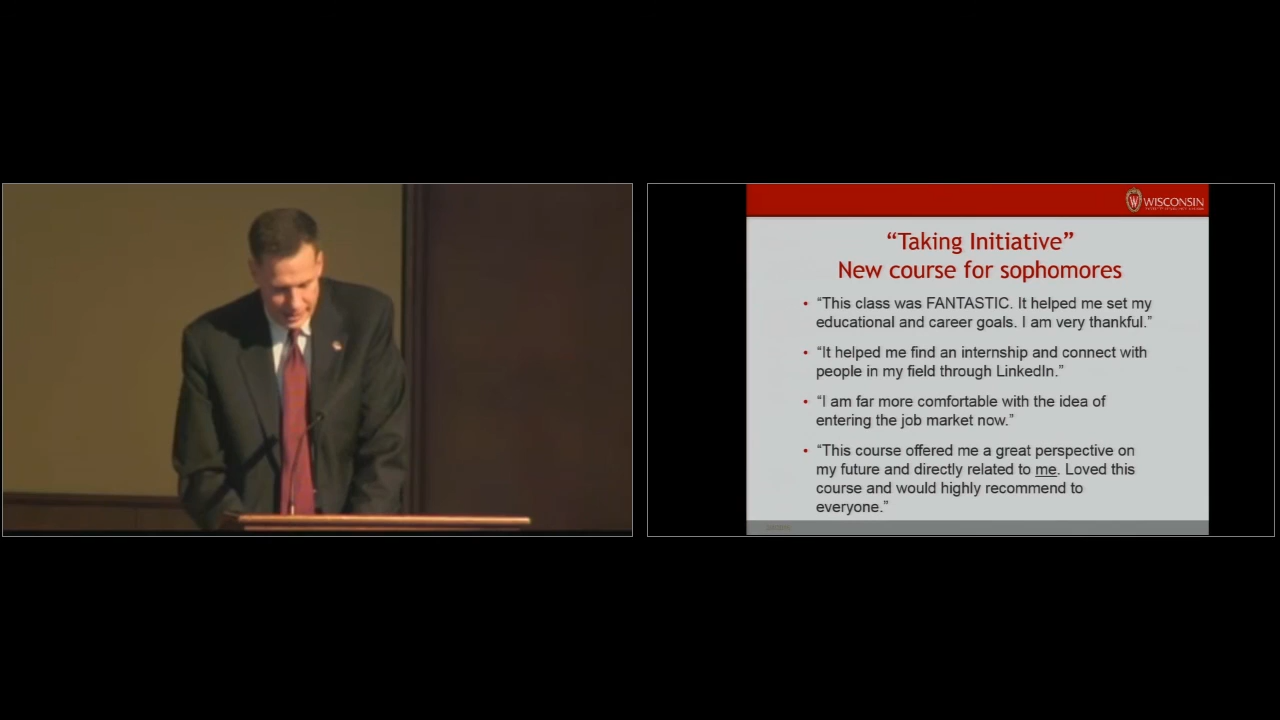 WISCONSIN
“Taking Initiative”
New course for sophomores
• “This class was FANTASTIC. It helped me set my
educational and career goals. I am very thankful.”
• “It helped me find an internship and connect with
people in my field through LinkedIn.”
• “I am far more comfortable with the idea of
entering the job market now.”
• “This course offered me a great perspective on
my future and directly related to me. Loved this
course and would highly recommend to
everyone.”